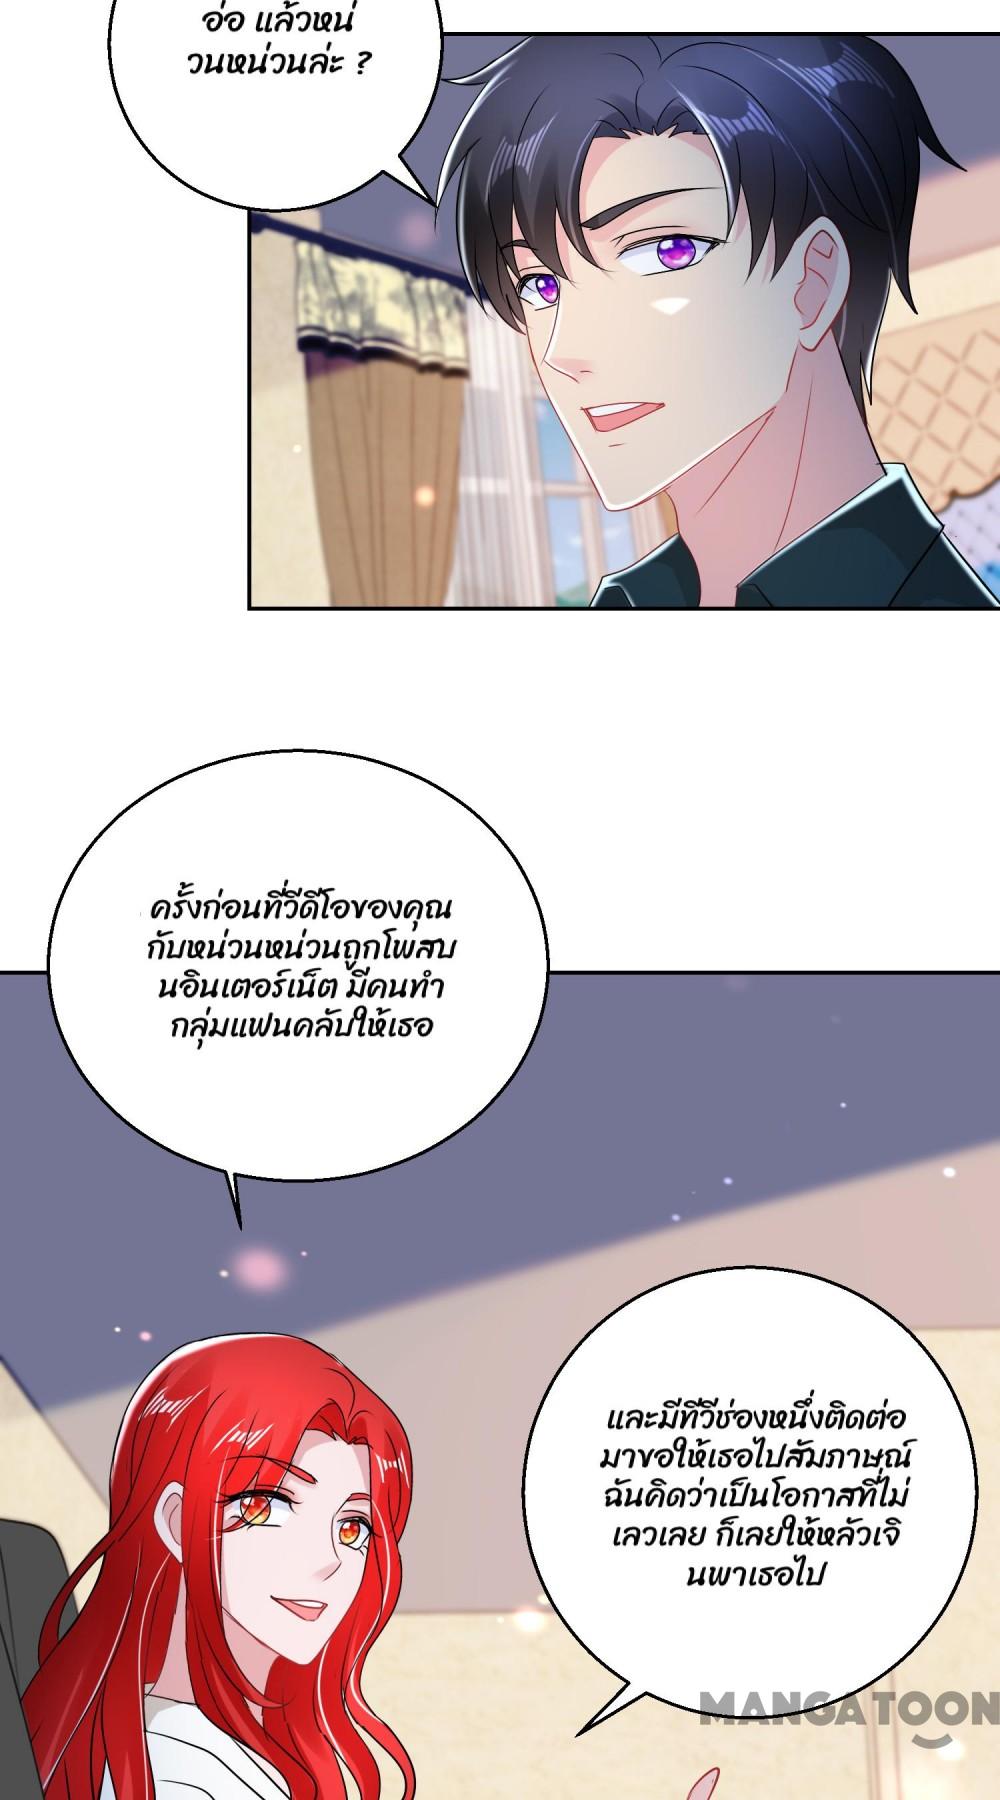 อ่อ แล้วหน่
วนหน่วนล่ะ ?
ครั้งก่อนที่วีดีโอของคุณ
กับหน่วนหน่วนถูกโพสบ
นอินเตอร์เน็ต มีคนทำ
กลุ่มแฟนคลับให้เธอ
และมีทีวีช่องหนึ่งติดต่อ
มาขอให้เธอไปสัมภาษณ์
ฉันคิดว่าเป็นโอกาสที่ไม่
เลวเลย ก็เลยให้หลัวเจิ
นพาเธอไป
MANGATOON